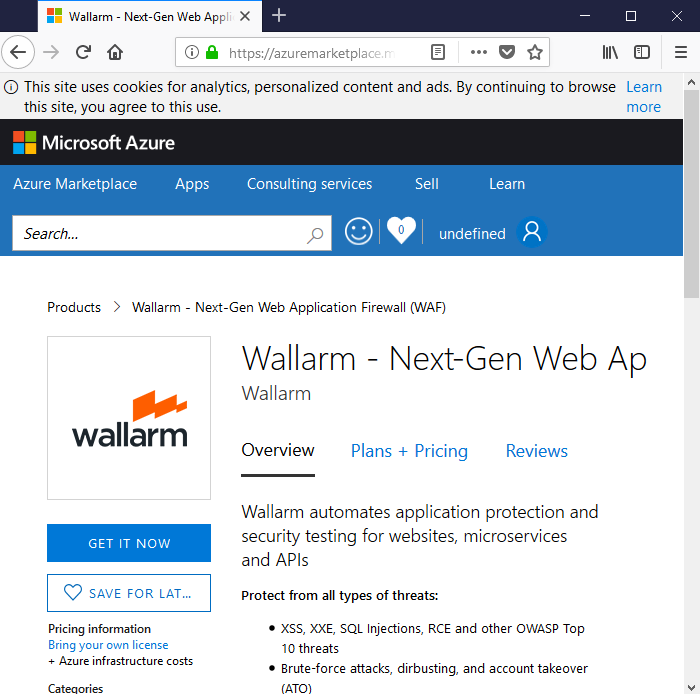 Wallarm - Next-Gen Web Appli
https://azuremarketplace.m
This site uses cookies for analytics, personalized content and ads. By continuing to browse
this site, you agree to this use.
Learn
more
Microsoft Azure
Azure Marketplace
Apps
Consulting services
Sell
Learn
Search...
0
undefined
Products > Wallarm - Next-Gen Web Application Firewall (WAF)
wallarm
Wallarm - Next-Gen Web Ap
Wallarm
Overview
Plans + Pricing
Reviews
Wallarm automates application protection and
security testing for websites, microservices
and APIs
GET IT NOW
SAVE FOR LAT...
Pricing information
Bring your own license
+ Azure infrastructure costs
Categories
Protect from all types of threats:
• XSS, XXE, SQL Injections, RCE and other OWASP Top
10 threats
• Brute-force attacks, dirbusting, and account takeover
(ATO)